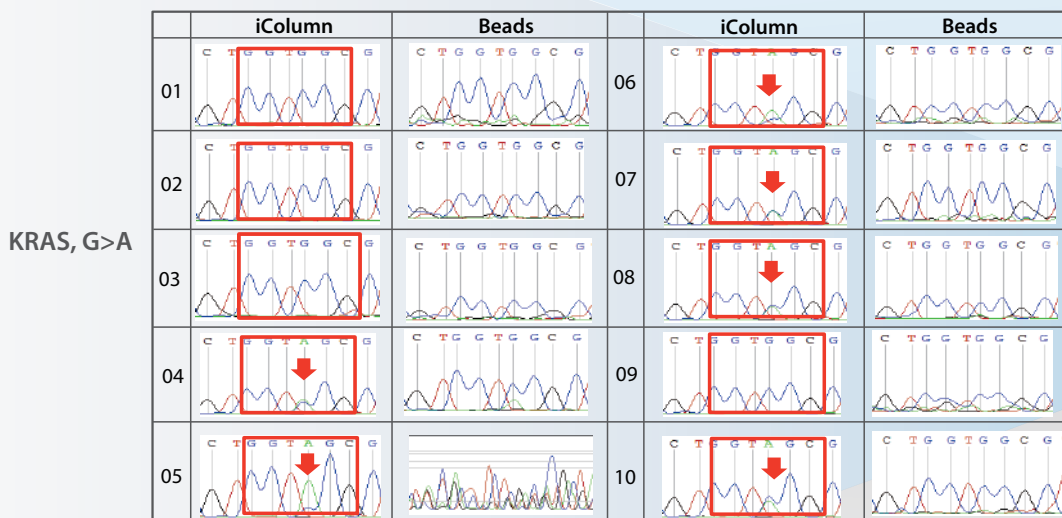 iColumn Beads iColumn Beads
01 C T G G T G G C G C T G G T G G C G 06 C T G G T A G C G C T G G T G G C G
02 C T G G T G G C G C T G G T G G C G 07 C T G G T A G C G C T G G T G G C G
KRAS, G>A
03 C T G G T G G C G C T G G T G G C G 08 C T G G T A G C G C T G G T G G C G
04 C T G G T A G C G C T G G T G G C G 09 C T G G T G G C G C T G G T G G C G
05 C T G G T A G C G 10 C T G G T A G C G C T G G T G G C G